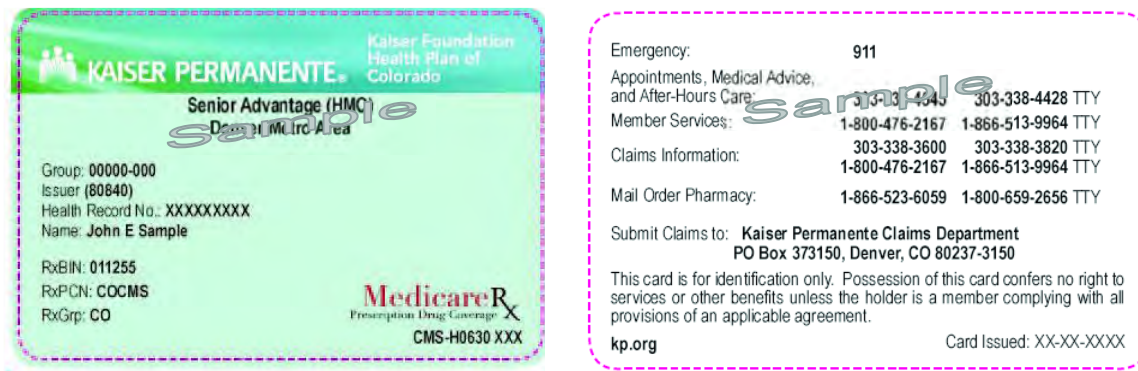 KAISER PERMANENTE®
Kaiser Foundation
Health Plan of
Colorado
Senior Advantage (HMO)
Denver Metro Area
Sample
Group: 00000-000
Issuer (80840)
Health Record No.: XXXXXXXXX
Name: John E Sample
RxBIN: 011255
RxPCN: COCMS
RxGrp: CO
MedicareRx
Prescription Drug Coverage
CMS-H0630 XXX
Emergency: 911
Appointments, Medical Advice,
and After-Hours Care: 303-338-4428 TTY
Sample
Member Services: 1-800-476-2167 1-866-513-9964 TTY
Claims Information: 303-338-3600 303-338-3820 TTY
1-800-476-2167 1-866-513-9964 TTY
Mail Order Pharmacy: 1-866-523-6059 1-800-659-2656 TTY
Submit Claims to: Kaiser Permanente Claims Department
PO Box 373150, Denver, CO 80237-3150
This card is for identification only. Possession of this card confers no right to
services or other benefits unless the holder is a member complying with all
provisions of an applicable agreement.
kp.org Card Issued: XX-XX-XXXX